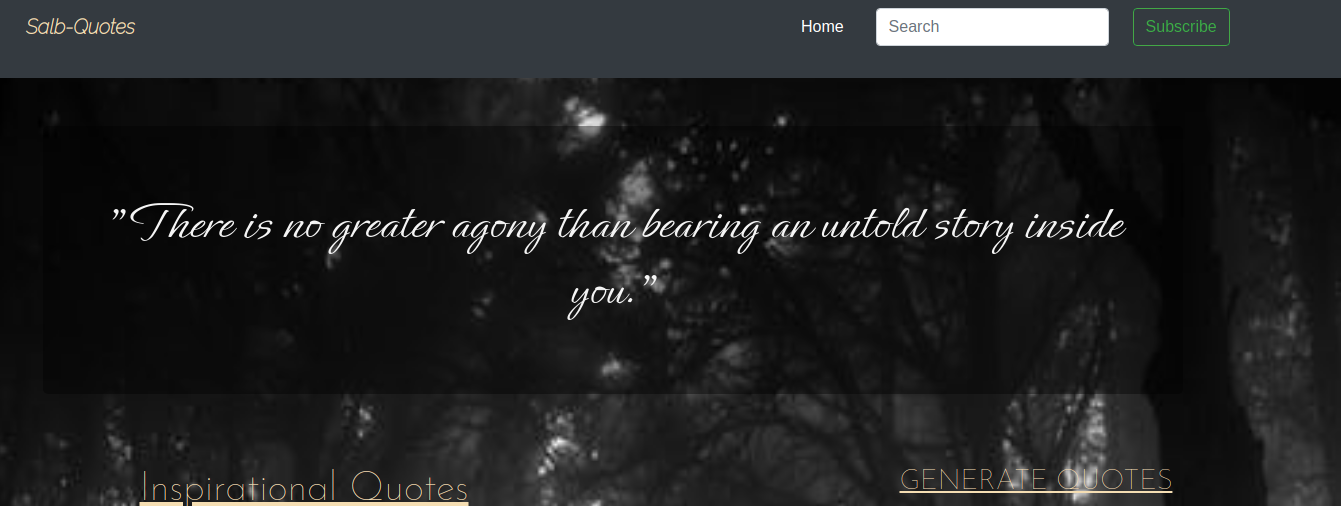 Salb-Quotes
Home
Search
Subscribe
"There is no greater agony than bearing an untold story inside
you."
Inspirational Quotes
GENERATE QUOTES